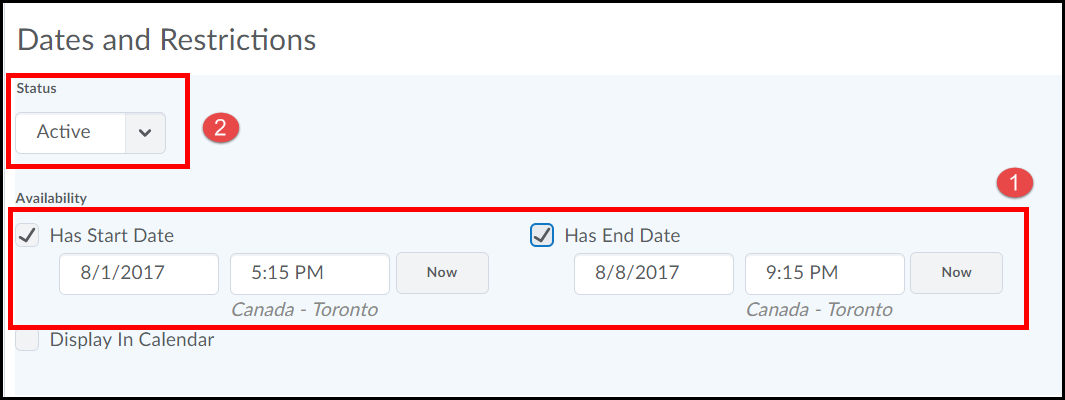 Dates and Restrictions
Status
Active
2
Availability
1
Has Start Date
Has End Date
8/1/2017 5:15 PM Now
8/8/2017 9:15 PM Now
Canada - Toronto
Canada - Toronto
Display In Calendar